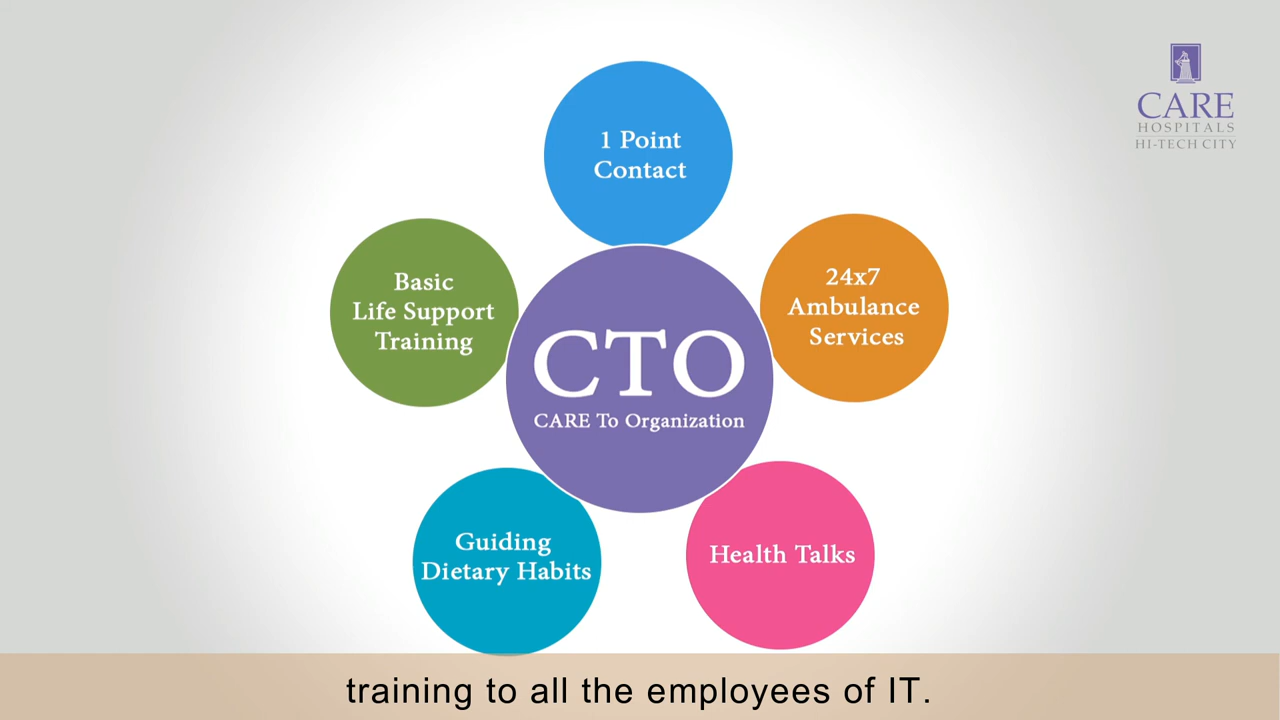 CARE
HOSPITALS
HI-TECH CITY
1 Point
Contact
24x7
Ambulance
Services
Basic
Life Support
Training
CTO
CARE To Organization
Guiding
Dietary Habits
Health Talks
training to all the employees of IT.